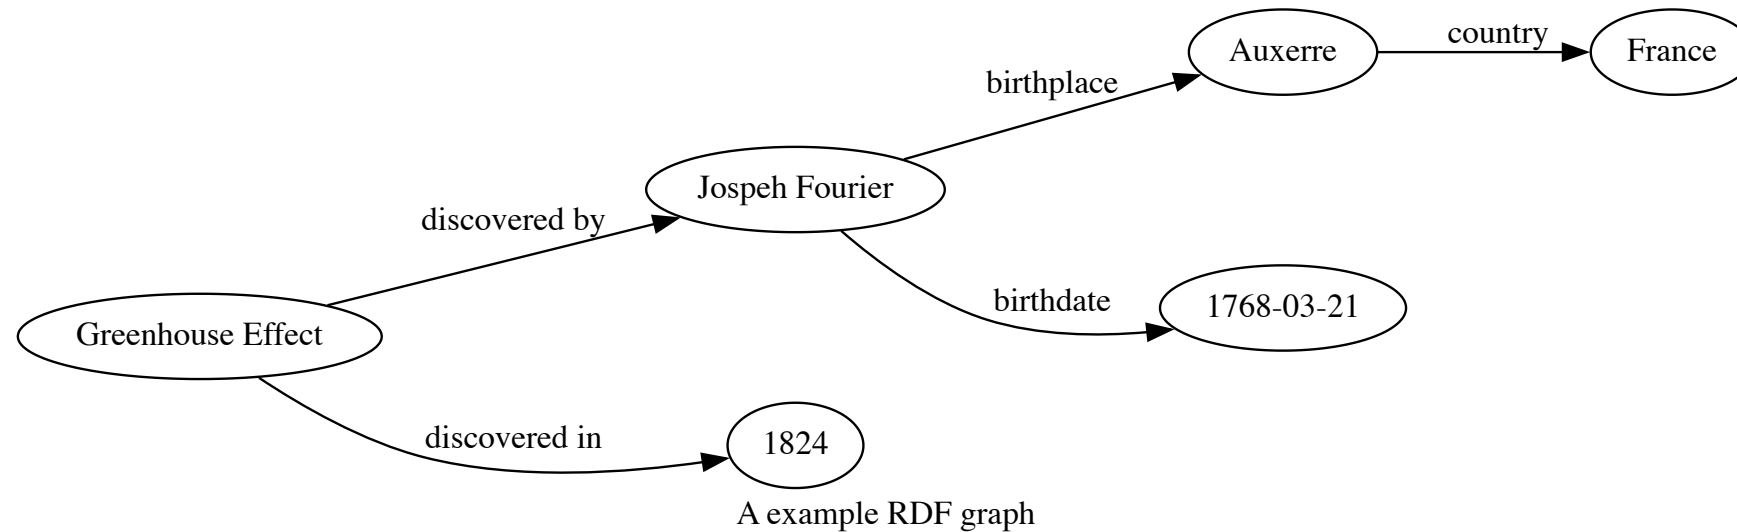 Auxerre
country
France
birthplace
Jospeh Fourier
discovered by
birthdate
1768-03-21
Greenhouse Effect
discovered in
1824
A example RDF graph